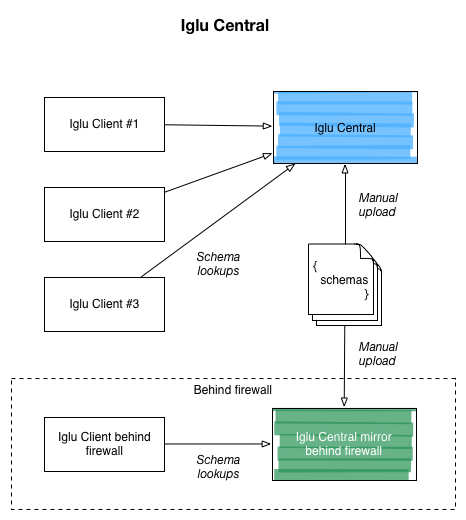 Iglu Central
Iglu Client #1
Iglu Central
Iglu Client #2
Manual
upload
Schema
lookups
{
schemas
}
Iglu Client #3
Manual
upload
Behind firewall
Iglu Client behind
firewall
Iglu Central mirror
behind firewall
Schema
lookups